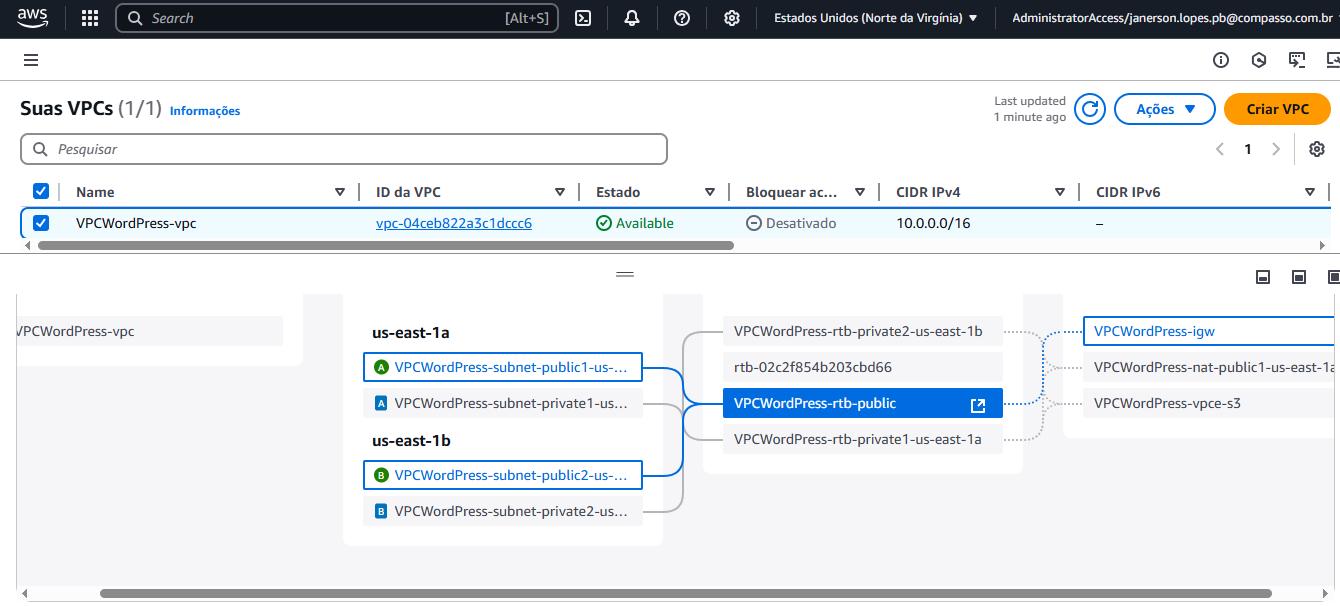 aws
Search [Alt+S] Estados Unidos (Norte da Virgínia) AdministratorAccess/janerson.lopes.pb@compasso.com.br
Suas VPCs (1/1) Informações
Last updated
1 minute ago
Ações
Criar VPC
Pesquisar
1
Name ID da VPC Estado Bloquear ac... CIDR IPv4 CIDR IPv6
VPCWordPress-vpc vpc-04ceb822a3c1dccc6 Available Desativado 10.0.0.0/16 –
VPCWordPress-vpc
us-east-1a
A VPCWordPress-subnet-public1-us-...
A VPCWordPress-subnet-private1-us...
us-east-1b
B VPCWordPress-subnet-public2-us-...
B VPCWordPress-subnet-private2-us...
VPCWordPress-rtb-private2-us-east-1b
rtb-02c2f854b203cbd66
VPCWordPress-rtb-public
VPCWordPress-rtb-private1-us-east-1a
VPCWordPress-igw
VPCWordPress-nat-public1-us-east-1a
VPCWordPress-vpce-s3